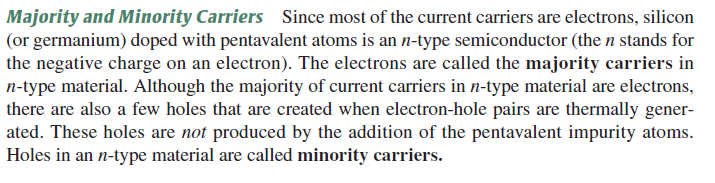 Majority and Minority Carriers Since most of the current carriers are electrons, silicon
(or germanium) doped with pentavalent atoms is an n-type semiconductor (the n stands for
the negative charge on an electron). The electrons are called the majority carriers in
n-type material. Although the majority of current carriers in n-type material are electrons,
there are also a few holes that are created when electron-hole pairs are thermally gener-
ated. These holes are not produced by the addition of the pentavalent impurity atoms.
Holes in an n-type material are called minority carriers.